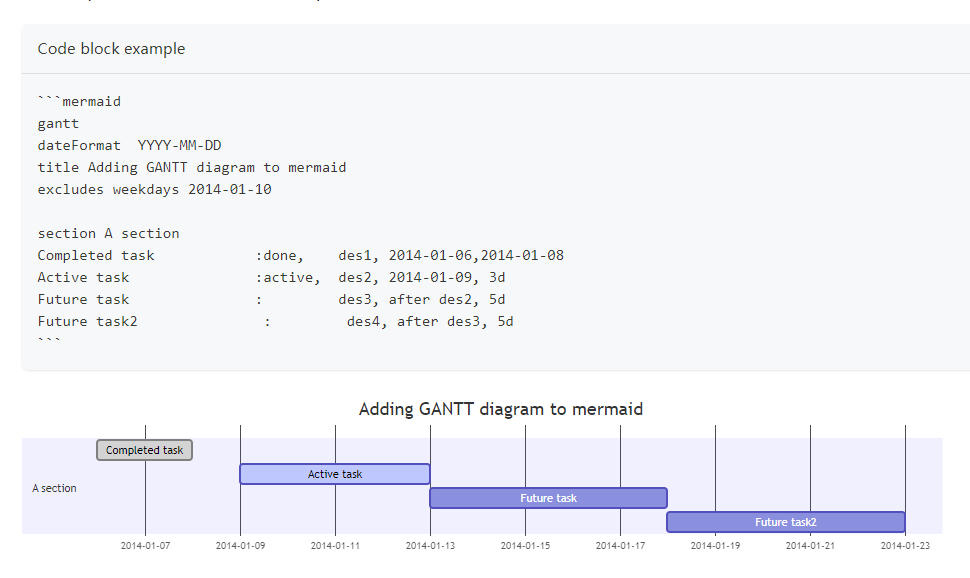 Code block example
```mermaid
gantt
dateFormat  YYYY-MM-DD
title Adding GANTT diagram to mermaid
excludes weekdays 2014-01-10
section A section
Completed task            :done,    des1, 2014-01-06,2014-01-08
Active task               :active,  des2, 2014-01-09, 3d
Future task               :         des3, after des2, 5d
Future task2               :         des4, after des3, 5d
```
Adding GANTT diagram to mermaid
Completed task
Active task
A section
Future task
Future task2
2014-01-07 2014-01-09 2014-01-11 2014-01-13 2014-01-15 2014-01-17 2014-01-19 2014-01-21 2014-01-23